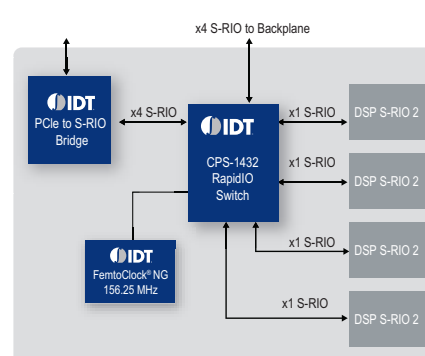 x4 S-RIO to Backplane
IDT
PCIe to S-RIO
Bridge
x4 S-RIO
IDT
CPS-1432
RapidIO
Switch
x1 S-RIO
DSP S-RIO 2
x1 S-RIO
DSP S-RIO 2
x1 S-RIO
DSP S-RIO 2
x1 S-RIO
DSP S-RIO 2
IDT
FemtoClock® NG
156.25 MHz